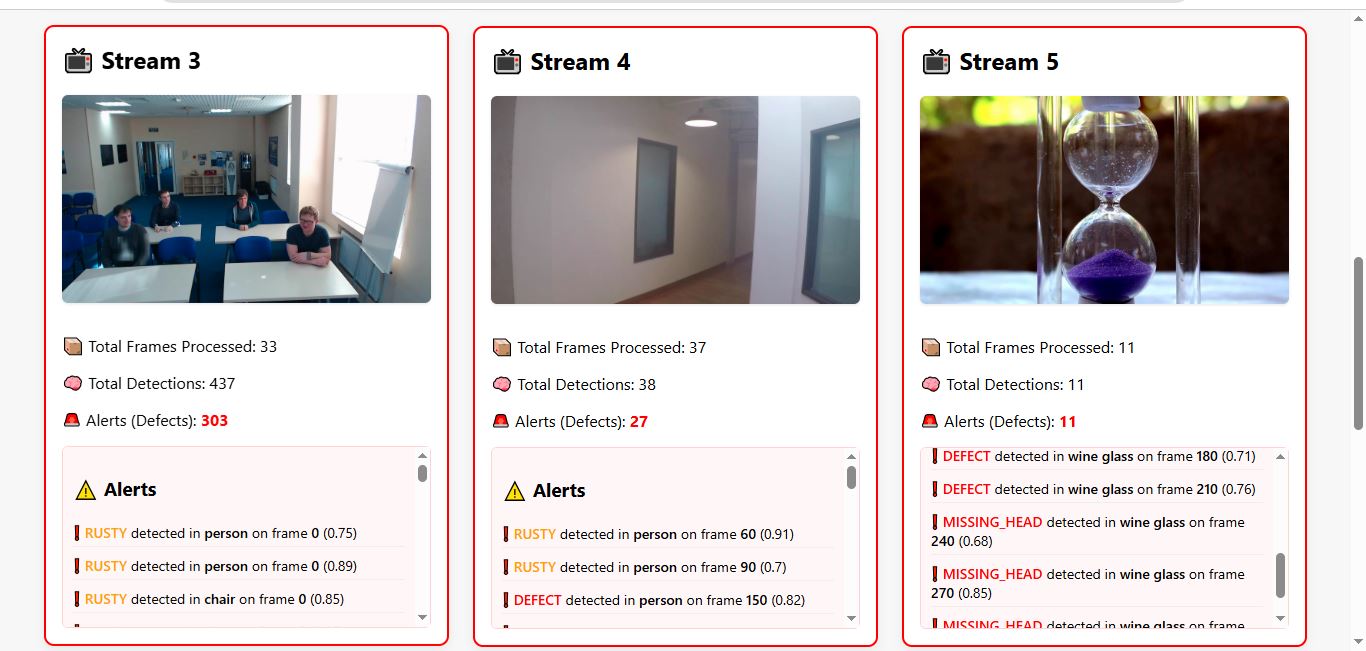 Stream 3
Total Frames Processed: 33
Total Detections: 437
Alerts (Defects): 303
Alerts
RUSTY detected in person on frame 0 (0.75)
RUSTY detected in person on frame 0 (0.89)
RUSTY detected in chair on frame 0 (0.85)
Stream 4
Total Frames Processed: 37
Total Detections: 38
Alerts (Defects): 27
Alerts
RUSTY detected in person on frame 60 (0.91)
RUSTY detected in person on frame 90 (0.7)
DEFECT detected in person on frame 150 (0.82)
Stream 5
Total Frames Processed: 11
Total Detections: 11
Alerts (Defects): 11
DEFECT detected in wine glass on frame 180 (0.71)
DEFECT detected in wine glass on frame 210 (0.76)
MISSING_HEAD detected in wine glass on frame
240 (0.68)
MISSING_HEAD detected in wine glass on frame
270 (0.85)
MISSING_HEAD detected in wine glass on frame